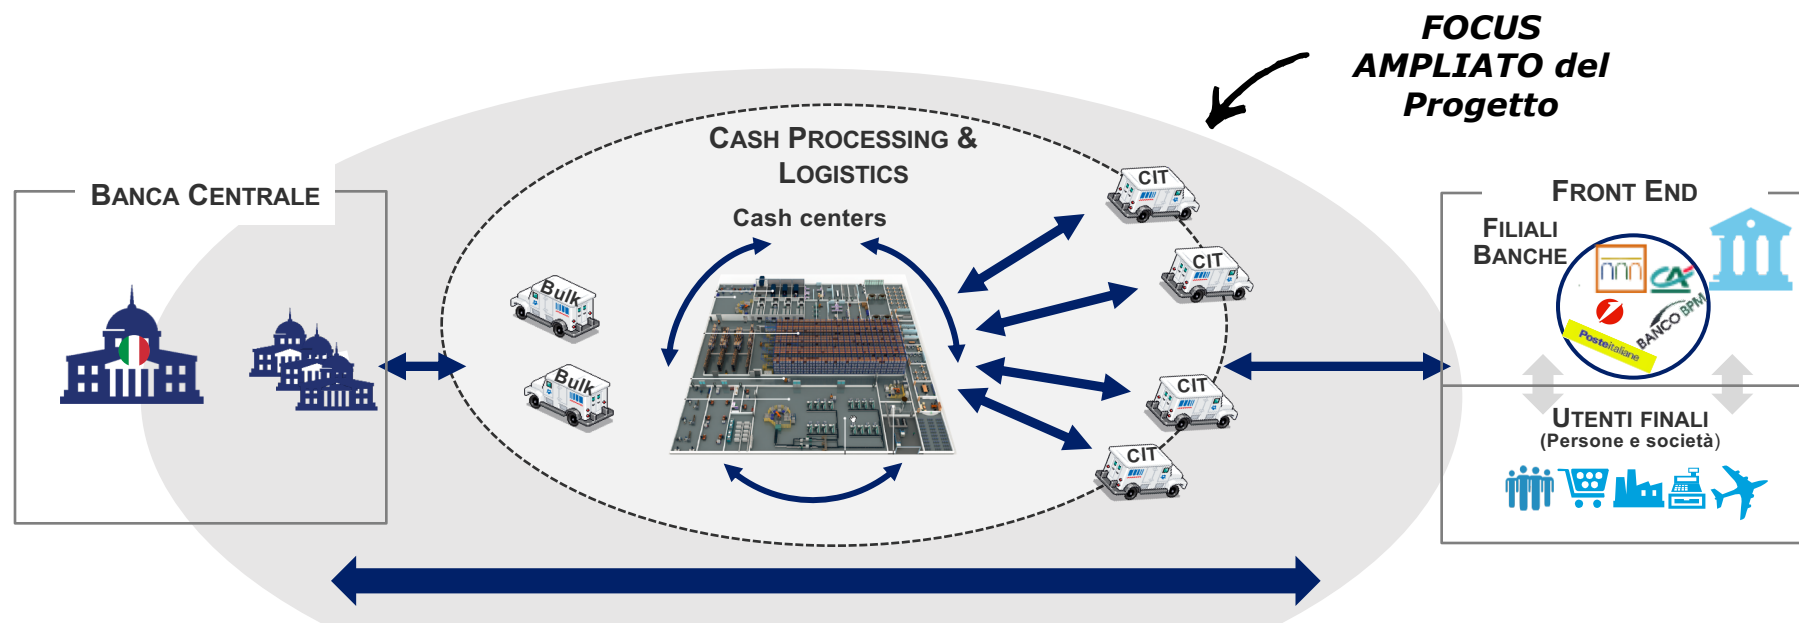 FOCUS
AMPLIATO del
Progetto
CASH PROCESSING &
LOGISTICS
Cash centers
BANCA CENTRALE
Bulk
Bulk
CIT
CIT
CIT
CIT
FRONT END
FILIALI
BANCHE
BANCO BPM
Posteitaliane
UTENTI FINALI
(Persone e società)